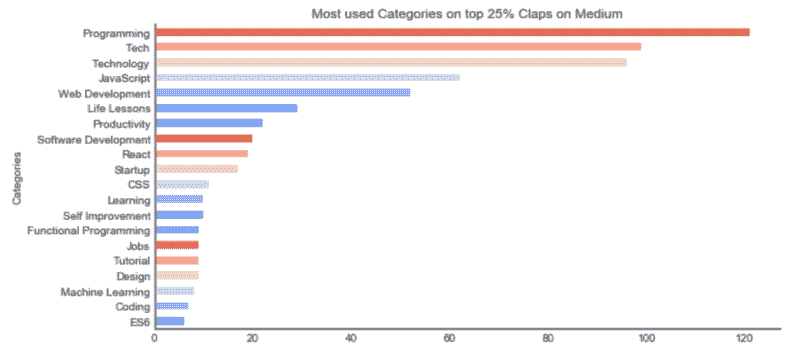 Most used Categories on top 25% Claps on Medium
Programming
Tech
Technology
JavaScript
Web Development
Life Lessons
Productivity
Software Development
React
Startup
CSS
Learning
Self Improvement
Functional Programming
Jobs
Tutorial
Design
Machine Learning
Coding
ES6
Categories
0 20 40 60 80 100 120